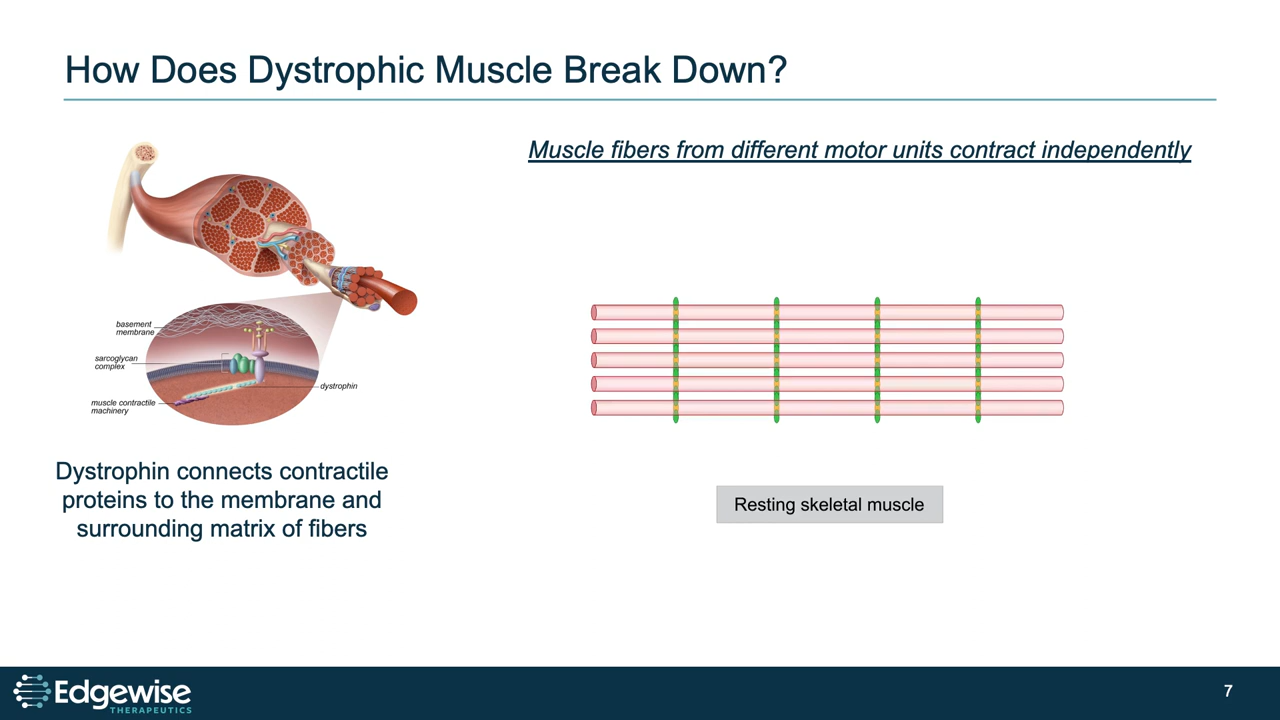 How Does Dystrophic Muscle Break Down?
Muscle fibers from different motor units contract independently
basement
membrane
sarcoglycan
complex
dystrophin
muscle contractile
machinery
Dystrophin connects contractile
proteins to the membrane and
surrounding matrix of fibers
Resting skeletal muscle
Edgewise
THERAPEUTICS
7